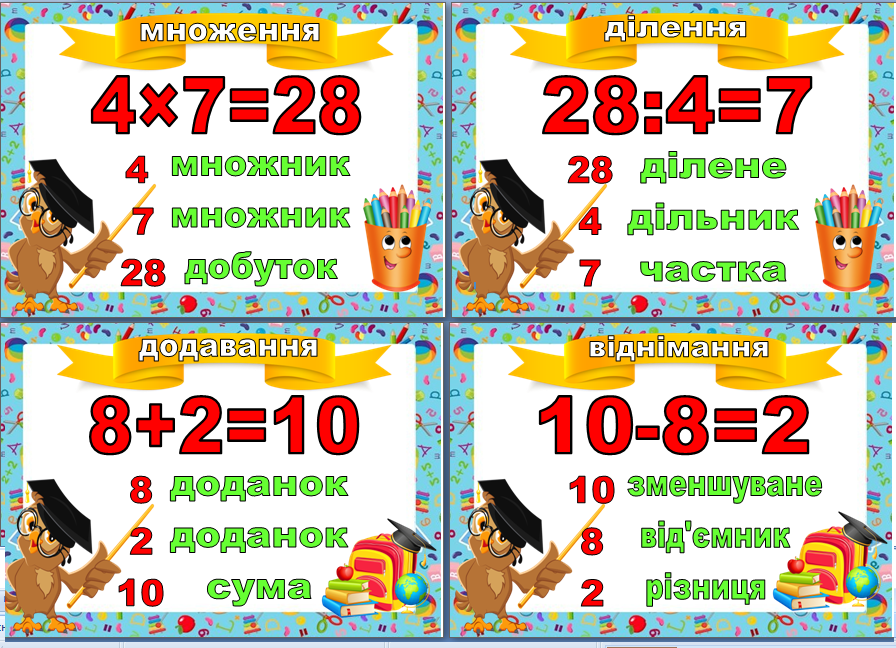 множення
4×7=28
4 множник
7 множник
28 добуток
ділення
28:4=7
28 ділене
4 дільник
7 частка
додавання
8+2=10
8 доданок
2 доданок
10 сума
віднімання
10-8=2
10 зменшуване
8 від'ємник
2 різниця